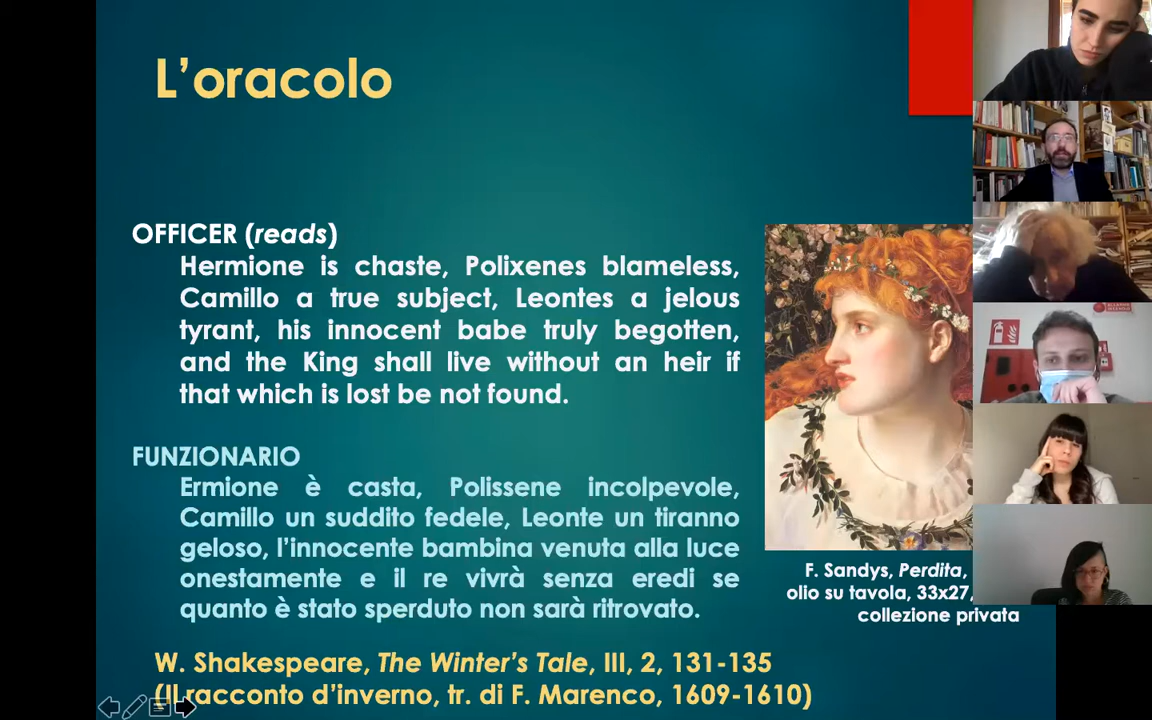 L’oracolo
OFFICER (reads)
Hermione is chaste, Polixenes blameless,
Camillo a true subject, Leontes a jelous
tyrant, his innocent babe truly begotten,
and the King shall live without an heir if
that which is lost be not found.
FUNZIONARIO
Ermione è casta, Polissene incolpevole,
Camillo un suddito fedele, Leonte un tiranno
geloso, l’innocente bambina venuta alla luce
onestamente e il re vivrà senza eredi se
quanto è stato sperduto non sarà ritrovato.
F. Sandys, Perdita,
olio su tavola, 33x27,
collezione privata
W. Shakespeare, The Winter’s Tale, III, 2, 131-135
(Il racconto d’inverno, tr. di F. Marenco, 1609-1610)